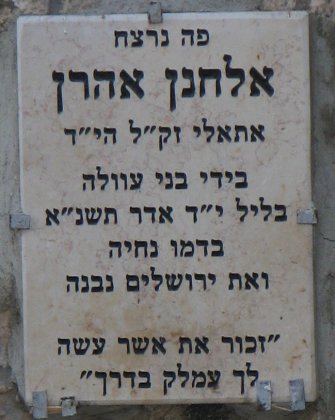 פה נרצח
אלחנן אהרן
אתאלי זק״ל הי״ד
בידי בני עוולה
בליל י״ד אדר תשנ״א
בדמו נחיה
ואת ירושלים נבנה
״זכור את אשר עשה
לך עמלק בדרך״